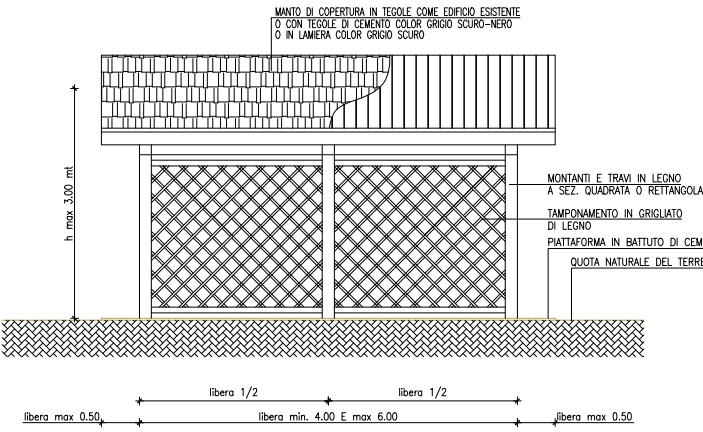 MANTO DI COPERTURA IN TEGOLE COME EDIFICIO ESISTENTE
O CON TEGOLE DI CEMENTO COLOR GRIGIO SCURO-NERO
O IN LAMIERA COLOR GRIGIO SCURO
h max 3.00 mt
MONTANTI E TRAVI IN LEGNO
A SEZ. QUADRATA O RETTANGOLA
TAMPONAMENTO IN GRIGLIATO
DI LEGNO
PIATTAFORMA IN BATTUTO DI CEM
QUOTA NATURALE DEL TERRE
libera 1/2 libera 1/2
libera max 0.50 libera min. 4.00 E max 6.00 libera max 0.50